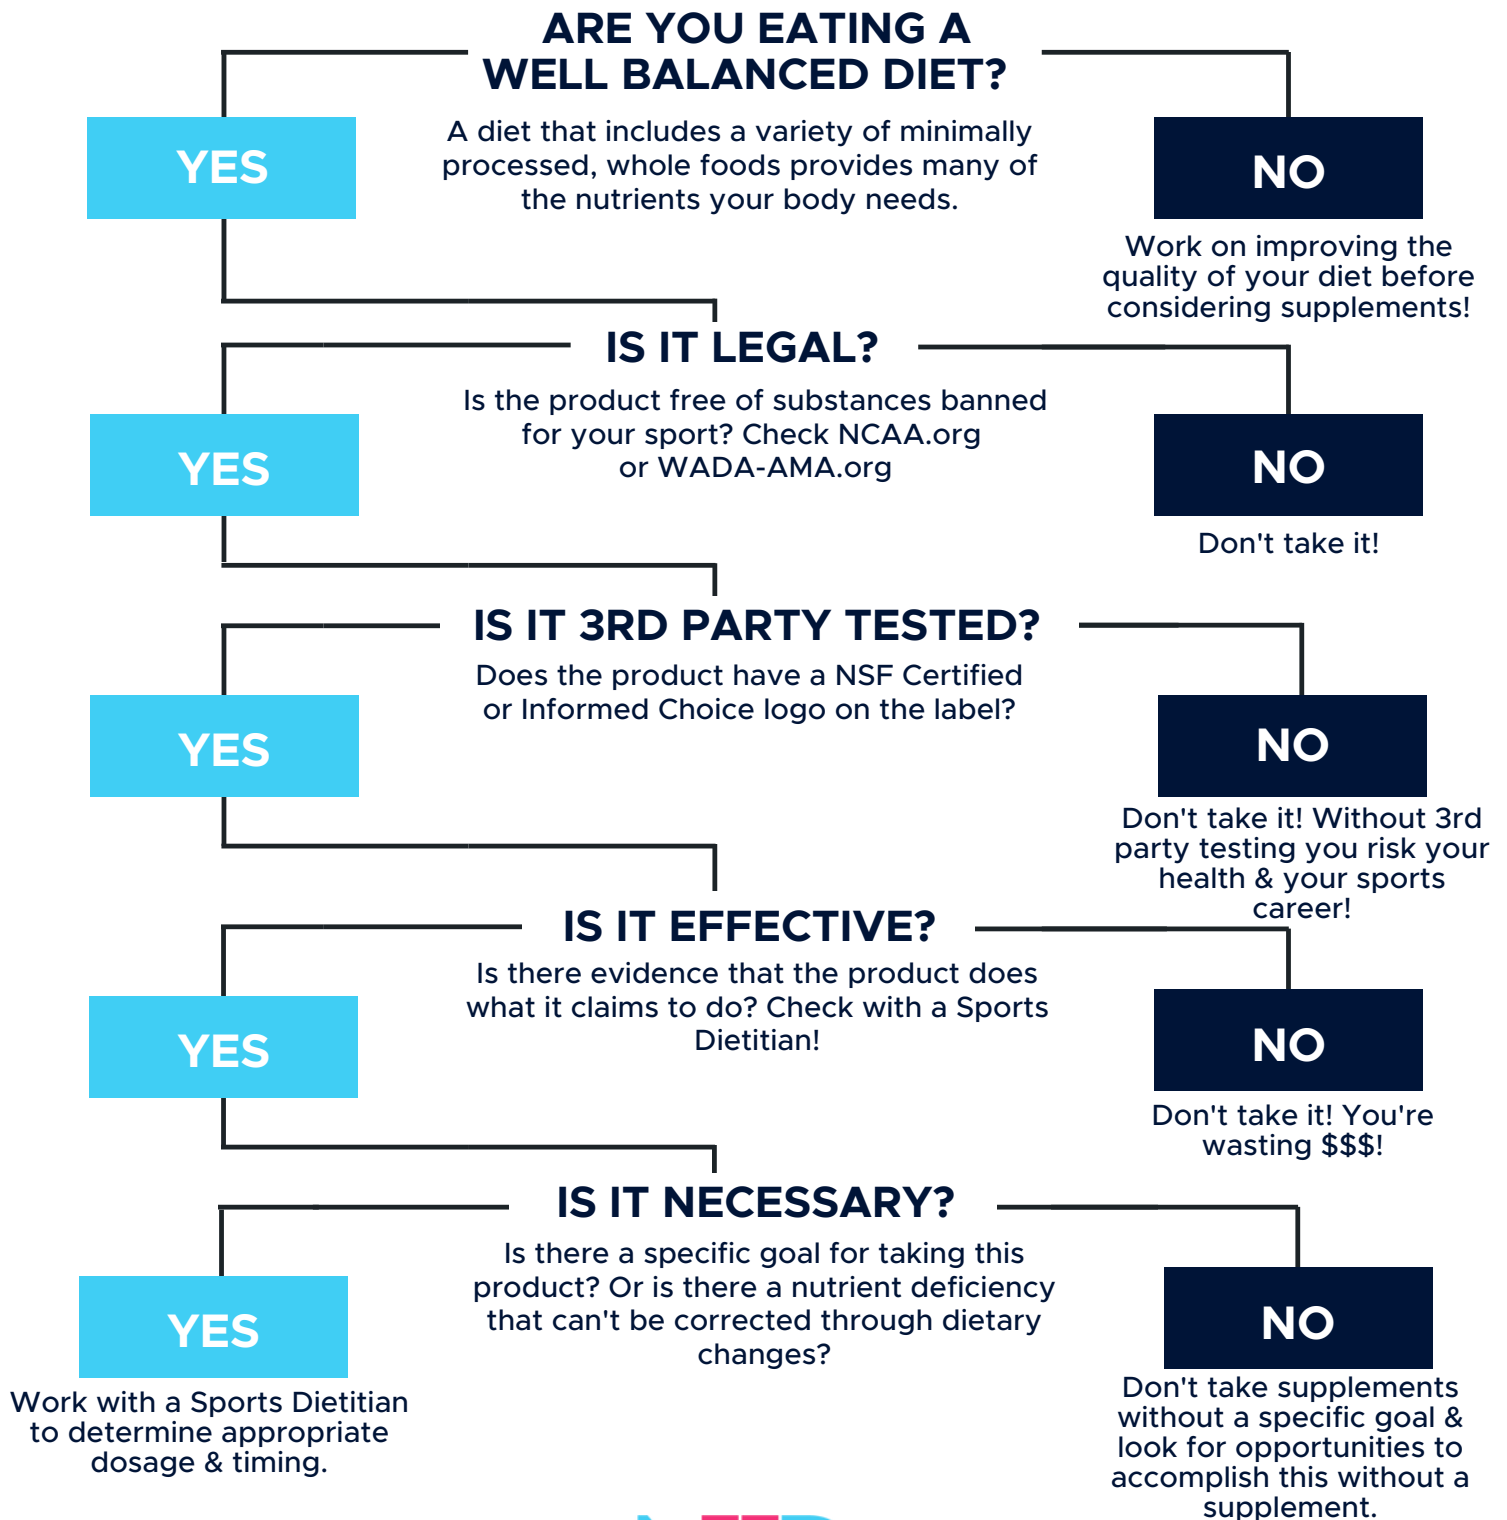 ARE YOU EATING A
WELL BALANCED DIET?
A diet that includes a variety of minimally
processed, whole foods provides many of
the nutrients your body needs.
YES
NO
Work on improving the
quality of your diet before
considering supplements!
IS IT LEGAL?
Is the product free of substances banned
for your sport? Check NCAA.org
or WADA-AMA.org
YES
NO
Don't take it!
IS IT 3RD PARTY TESTED?
Does the product have a NSF Certified
or Informed Choice logo on the label?
YES
NO
Don't take it! Without 3rd
party testing you risk your
health & your sports
career!
IS IT EFFECTIVE?
Is there evidence that the product does
what it claims to do? Check with a Sports
Dietitian!
YES
NO
Don't take it! You're
wasting $$$!
IS IT NECESSARY?
Is there a specific goal for taking this
product? Or is there a nutrient deficiency
that can't be corrected through dietary
changes?
YES
Work with a Sports Dietitian
to determine appropriate
dosage & timing.
NO
Don't take supplements
without a specific goal &
look for opportunities to
accomplish this without a
supplement.